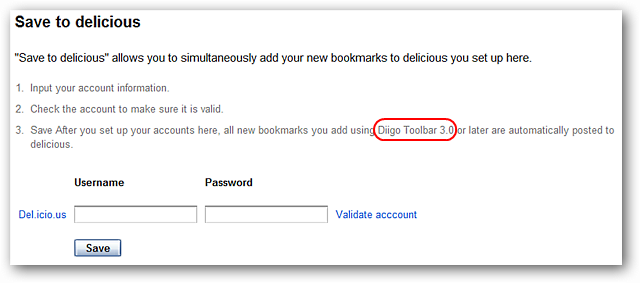 Save to delicious
"Save to delicious" allows you to simultaneously add your new bookmarks to delicious you set up here.
1. Input your account information.
2. Check the account to make sure it is valid.
3. Save After you set up your accounts here, all new bookmarks you add using Diigo Toolbar 3.0 or later are automatically posted to
delicious.
Username Password
Del.icio.us Validate acccount
Save